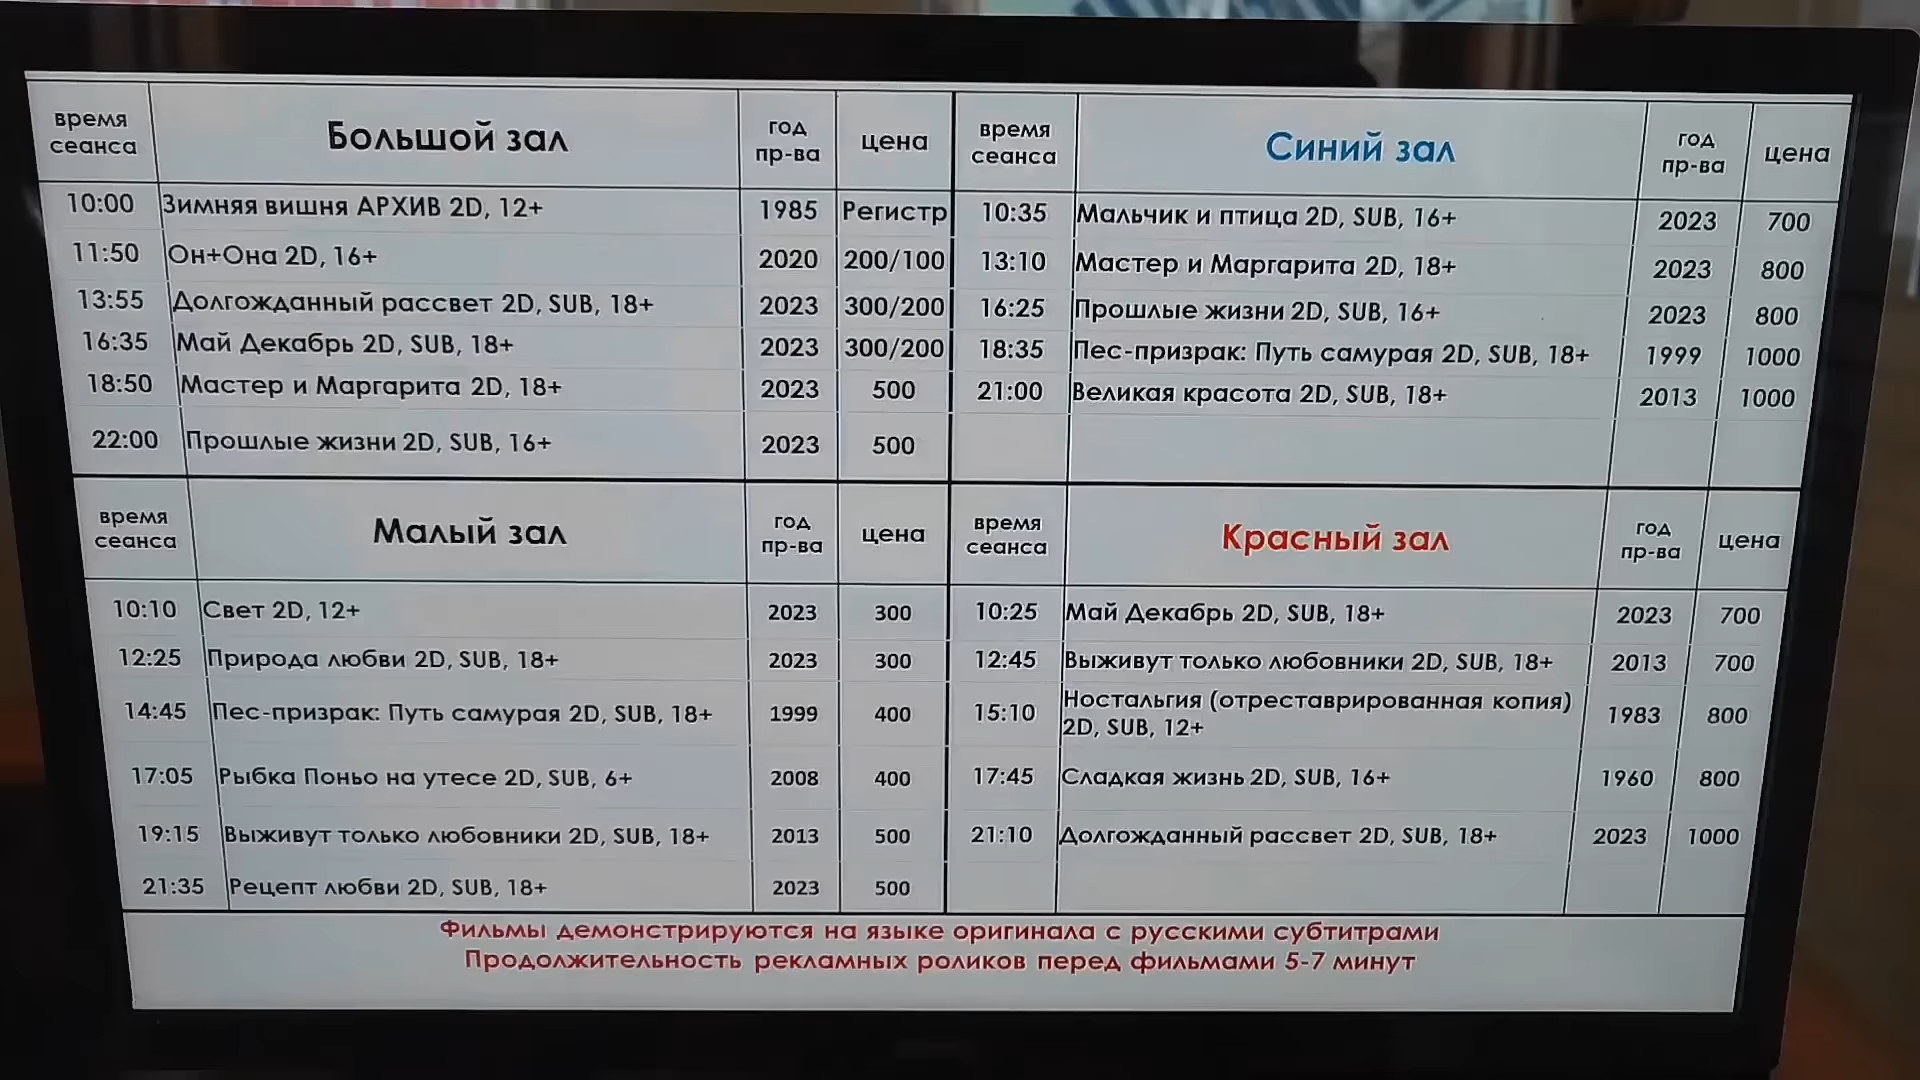 время сеанса Большой зал год пр-ва цена
10:00 Зимняя вишня АРХИВ 2D, 12+ 1985 Регистр
11:50 Он+Она 2D, 16+ 2020 200/100
13:55 Долгожданный рассвет 2D, SUB, 18+ 2023 300/200
16:35 Май Декабрь 2D, SUB, 18+ 2023 300/200
18:50 Мастер и Маргарита 2D, 18+ 2023 500
22:00 Прошлые жизни 2D, SUB, 16+ 2023 500
время сеанса Синий зал год пр-ва цена
10:35 Мальчик и птица 2D, SUB, 16+ 2023 700
13:10 Мастер и Маргарита 2D, 18+ 2023 800
16:25 Прошлые жизни 2D, SUB, 16+ 2023 800
18:35 Пес-призрак: Путь самурая 2D, SUB, 18+ 1999 1000
21:00 Великая красота 2D, SUB, 18+ 2013 1000
время сеанса Малый зал год пр-ва цена
10:10 Свет 2D, 12+ 2023 300
12:25 Природа любви 2D, SUB, 18+ 2023 300
14:45 Пес-призрак: Путь самурая 2D, SUB, 18+ 1999 400
17:05 Рыбка Поньо на утесе 2D, SUB, 6+ 2008 400
19:15 Выживут только любовники 2D, SUB, 18+ 2013 500
21:35 Рецепт любви 2D, SUB, 18+ 2023 500
время сеанса Красный зал год пр-ва цена
10:25 Май Декабрь 2D, SUB, 18+ 2023 700
12:45 Выживут только любовники 2D, SUB, 18+ 2013 700
15:10 Ностальгия (отреставрированная копия) 2D, SUB, 12+ 1983 800
17:45 Сладкая жизнь 2D, SUB, 16+ 1960 800
21:10 Долгожданный рассвет 2D, SUB, 18+ 2023 1000
Фильмы демонстрируются на языке оригинала с русскими субтитрами
Продолжительность рекламных роликов перед фильмами 5-7 минут